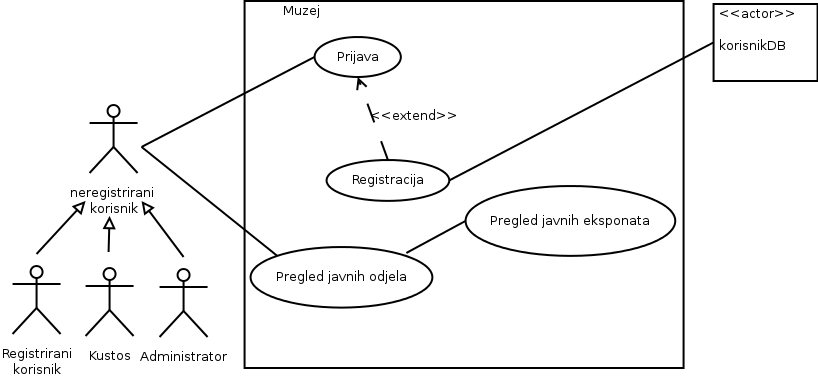 Muzej
<<actor>>
korisnikDB
Prijava
<<extend>>
Registracija
neregistrirani
korisnik
Pregled javnih eksponata
Pregled javnih odjela
Registrirani
korisnik
Kustos
Administrator